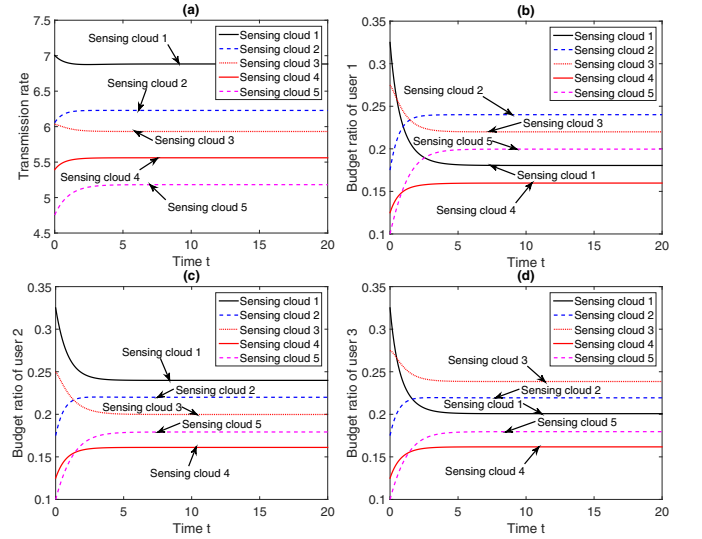 (a)
7.5
7
6.5
6
5.5
5
4.5
Transmission rate
0
5
10
15
20
Time t
Sensing cloud 1
Sensing cloud 2
Sensing cloud 3
Sensing cloud 4
Sensing cloud 5
Sensing cloud 1
Sensing cloud 2
Sensing cloud 3
Sensing cloud 4
Sensing cloud 5
(b)
0.35
0.3
0.25
0.2
0.15
0.1
Budget ratio of user 1
0
5
10
15
20
Time t
Sensing cloud 1
Sensing cloud 2
Sensing cloud 3
Sensing cloud 4
Sensing cloud 5
Sensing cloud 2
Sensing cloud 3
Sensing cloud 5
Sensing cloud 1
Sensing cloud 4
(c)
0.35
0.3
0.25
0.2
0.15
0.1
Budget ratio of user 2
0
5
10
15
20
Time t
Sensing cloud 1
Sensing cloud 2
Sensing cloud 3
Sensing cloud 4
Sensing cloud 5
Sensing cloud 1
Sensing cloud 2
Sensing cloud 3
Sensing cloud 5
Sensing cloud 4
(d)
0.35
0.3
0.25
0.2
0.15
0.1
Budget ratio of user 3
0
5
10
15
20
Time t
Sensing cloud 1
Sensing cloud 2
Sensing cloud 3
Sensing cloud 4
Sensing cloud 5
Sensing cloud 3
Sensing cloud 2
Sensing cloud 1
Sensing cloud 5
Sensing cloud 4